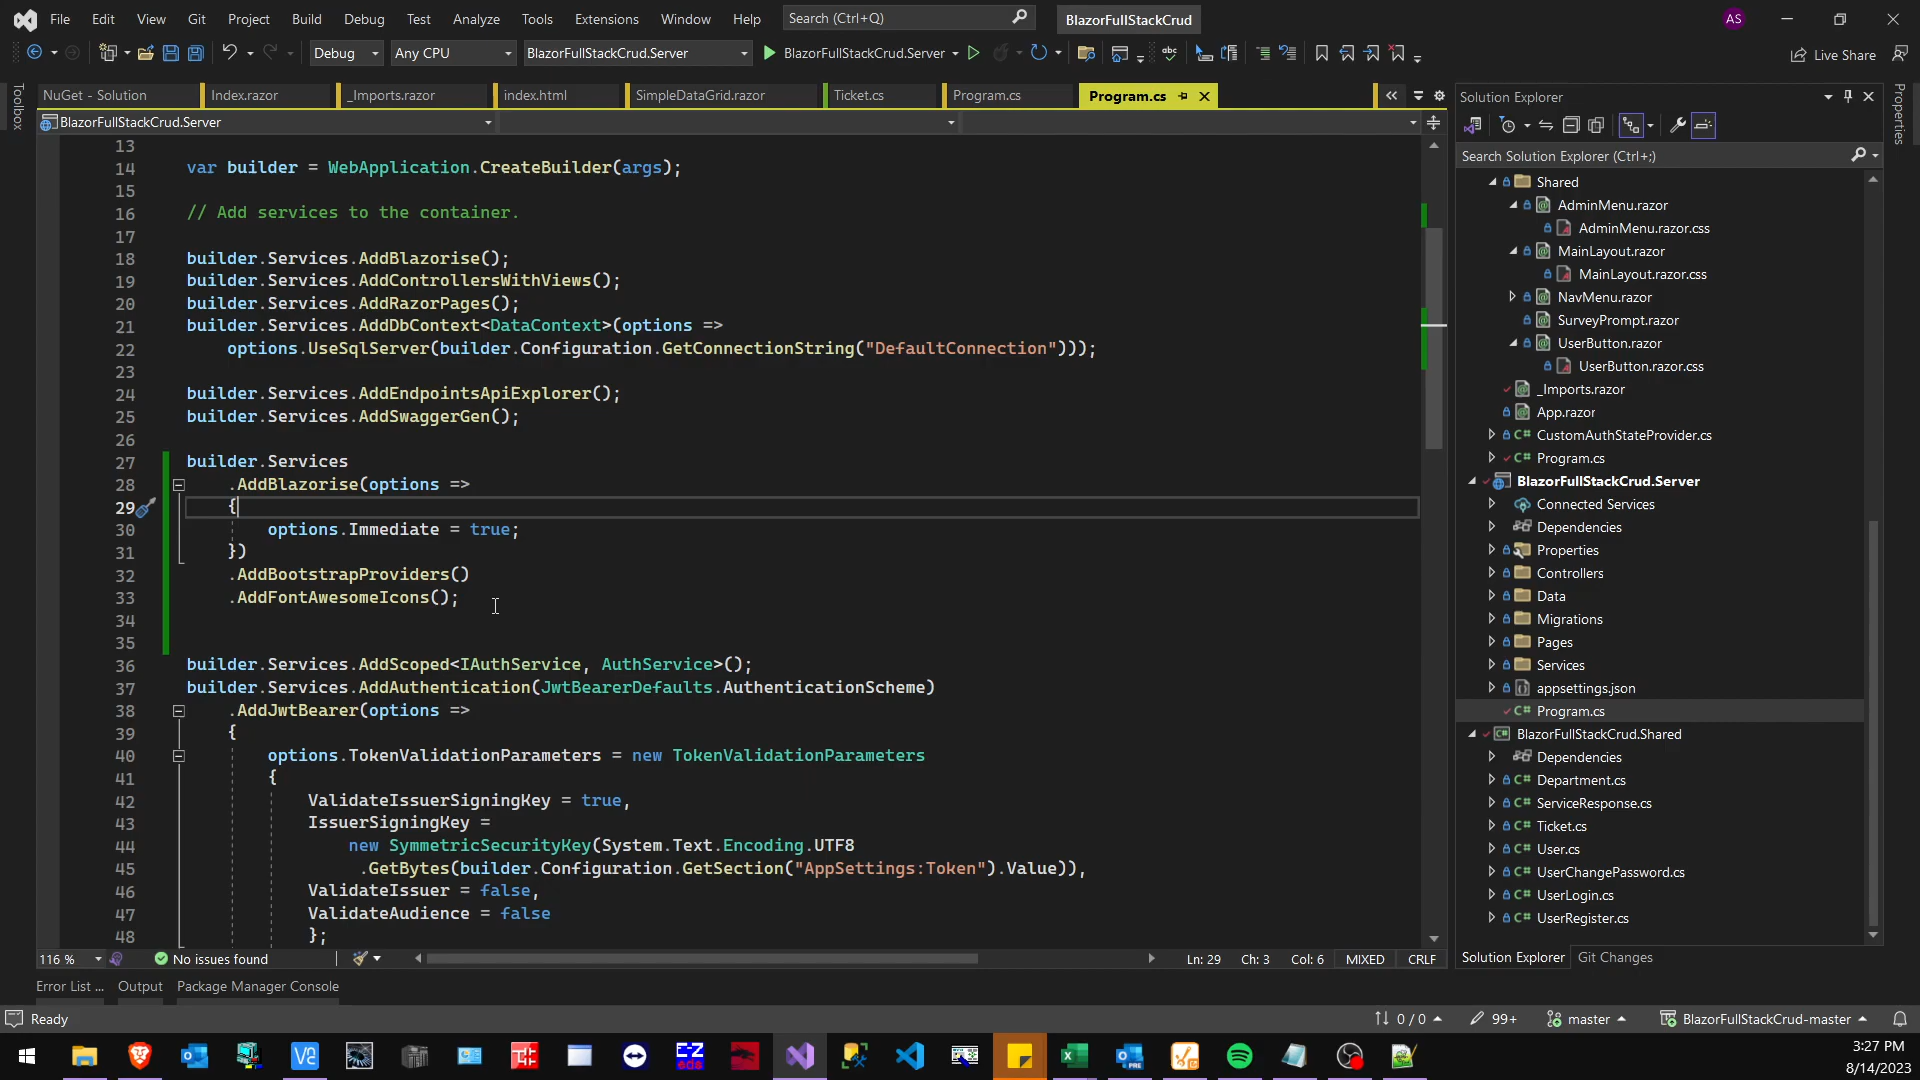 File Edit View Git Project Build Debug Test Analyze Tools Extensions Window Help Search (Ctrl+Q) BlazorFullStackCrud AS
Debug Any CPU BlazorFullStackCrud.Server BlazorFullStackCrud.Server Live Share
Toolbox
NuGet - Solution Index.razor _Imports.razor index.html SimpleDataGrid.razor Ticket.cs Program.cs Program.cs
BlazorFullStackCrud.Server
13
14 var builder = WebApplication.CreateBuilder(args);
15
16 // Add services to the container.
17
18 builder.Services.AddBlazorise();
19 builder.Services.AddControllersWithViews();
20 builder.Services.AddRazorPages();
21 builder.Services.AddDbContext<DataContext>(options =>
22 options.UseSqlServer(builder.Configuration.GetConnectionString("DefaultConnection")));
23
24 builder.Services.AddEndpointsApiExplorer();
25 builder.Services.AddSwaggerGen();
26
27 builder.Services
28 .AddBlazorise(options =>
29 {
30 options.Immediate = true;
31 })
32 .AddBootstrapProviders()
33 .AddFontAwesomeIcons();
34
35
36 builder.Services.AddScoped<IAuthService, AuthService>();
37 builder.Services.AddAuthentication(JwtBearerDefaults.AuthenticationScheme)
38 .AddJwtBearer(options =>
39 {
40 options.TokenValidationParameters = new TokenValidationParameters
41 {
42 ValidateIssuerSigningKey = true,
43 IssuerSigningKey =
44 new SymmetricSecurityKey(System.Text.Encoding.UTF8
45 .GetBytes(builder.Configuration.GetSection("AppSettings:Token").Value)),
46 ValidateIssuer = false,
47 ValidateAudience = false
48 };
116 % No issues found Ln: 29 Ch: 3 Col: 6 MIXED CRLF
Solution Explorer
Search Solution Explorer (Ctrl+;)
Shared
AdminMenu.razor
AdminMenu.razor.css
MainLayout.razor
MainLayout.razor.css
NavMenu.razor
SurveyPrompt.razor
UserButton.razor
UserButton.razor.css
_Imports.razor
App.razor
CustomAuthStateProvider.cs
Program.cs
BlazorFullStackCrud.Server
Connected Services
Dependencies
Properties
Controllers
Data
Migrations
Pages
Services
appsettings.json
Program.cs
BlazorFullStackCrud.Shared
Dependencies
Department.cs
ServiceResponse.cs
Ticket.cs
User.cs
UserChangePassword.cs
UserLogin.cs
UserRegister.cs
Solution Explorer Git Changes
Properties
Error List ... Output Package Manager Console
Ready 0 / 0 99+ master BlazorFullStackCrud-master
3:27 PM
8/14/2023